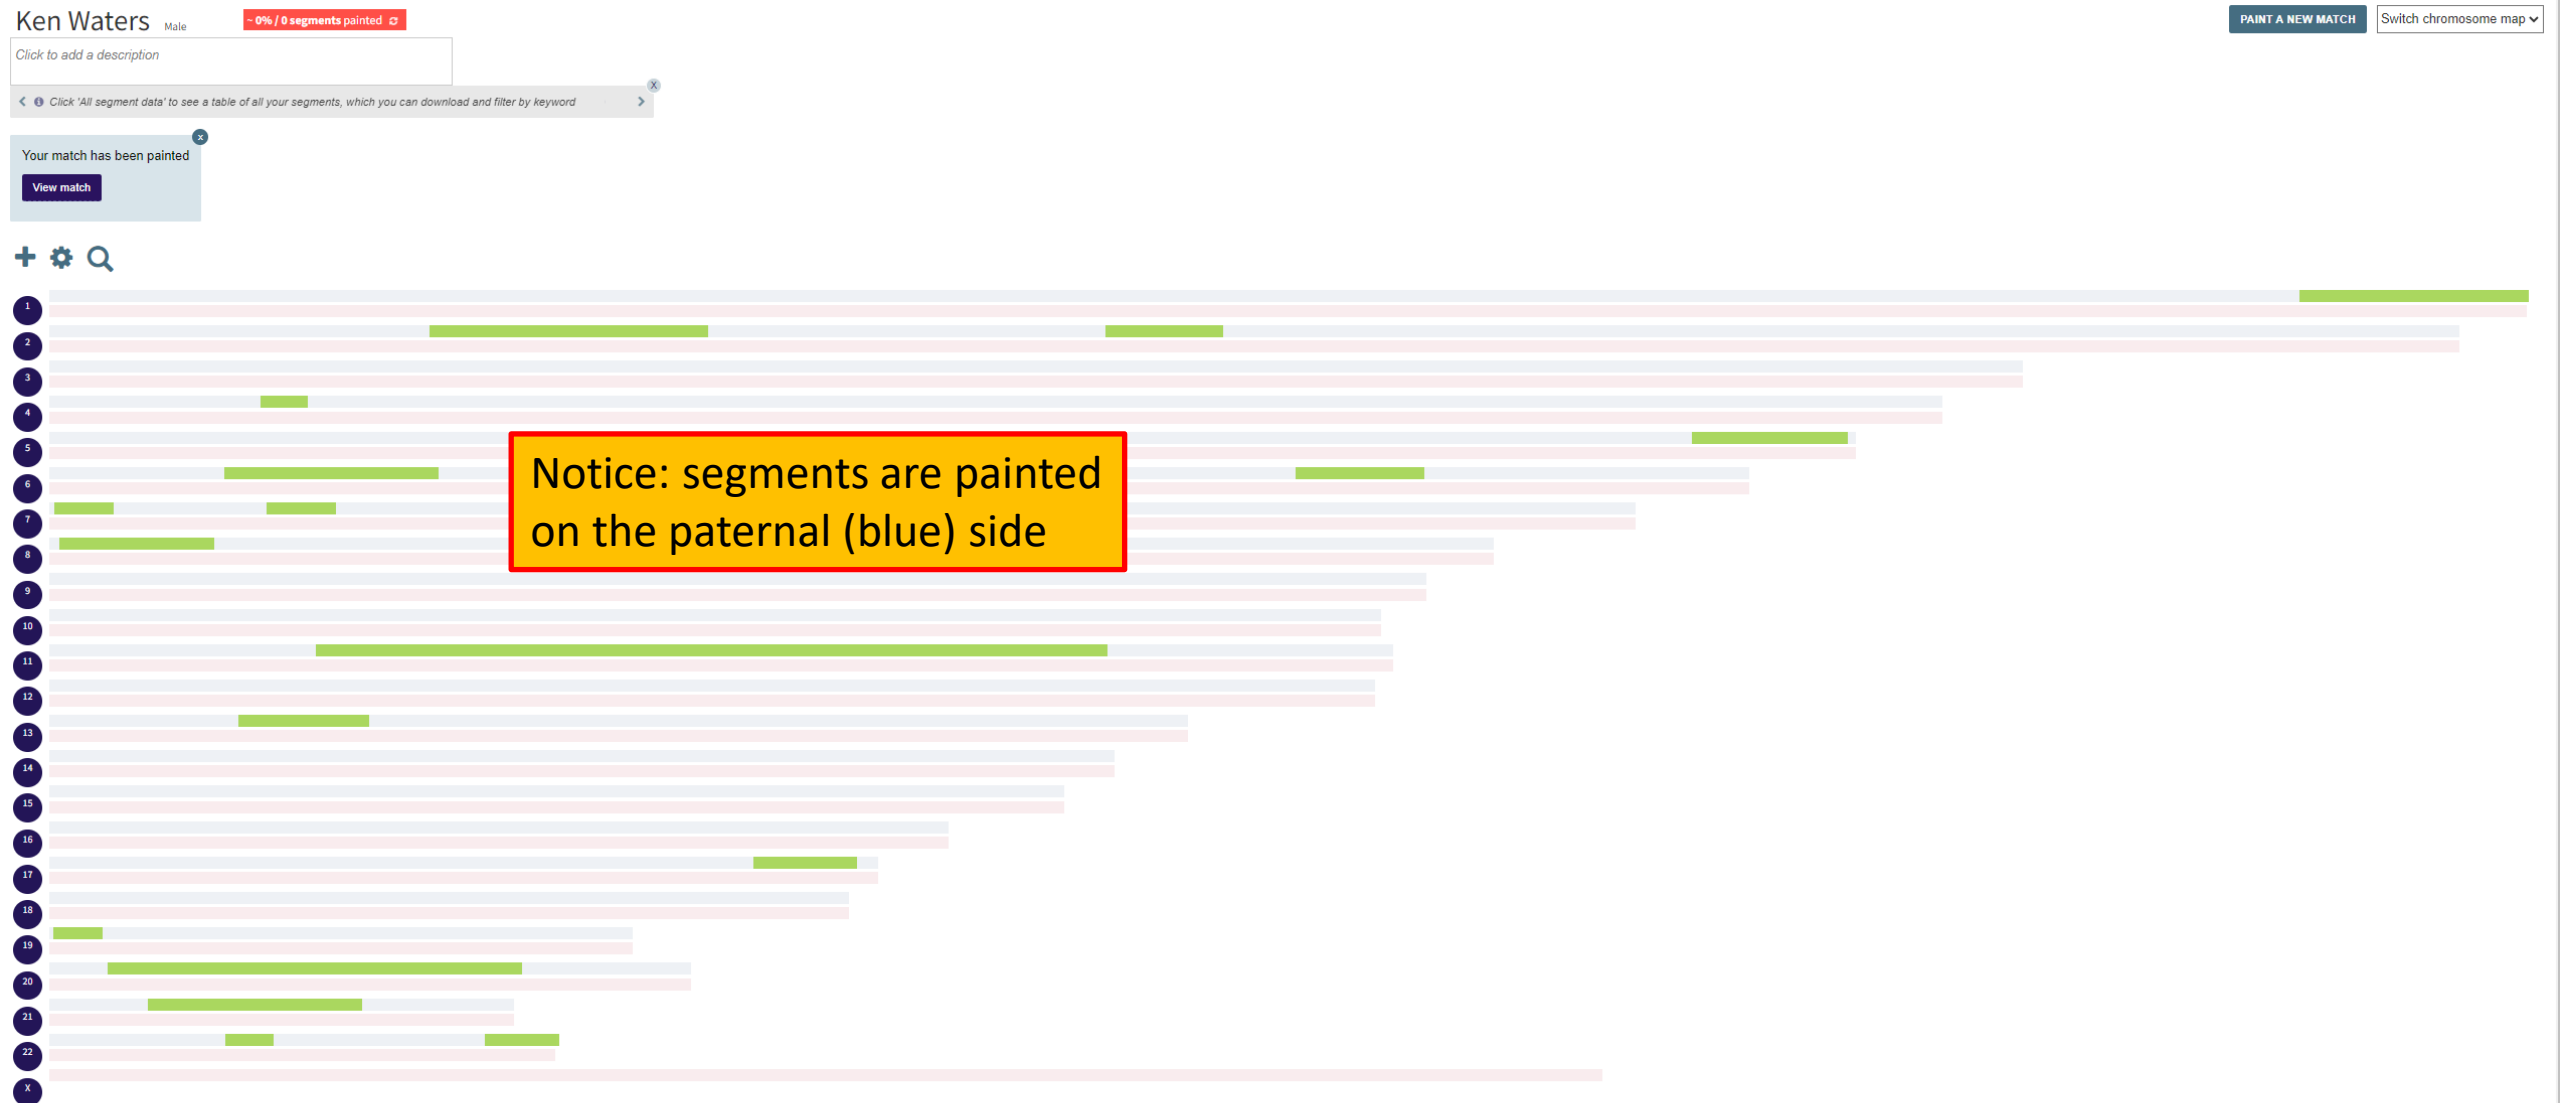 Ken Waters Male ~ 0% / 0 segments painted
PAINT A NEW MATCH Switch chromosome map
Click to add a description
X
Click 'All segment data' to see a table of all your segments, which you can download and filter by keyword
x
Your match has been painted
View match
1
2
3
4
5
Notice: segments are painted
on the paternal (blue) side
6
7
8
9
10
11
12
13
14
15
16
17
18
19
20
21
22
X